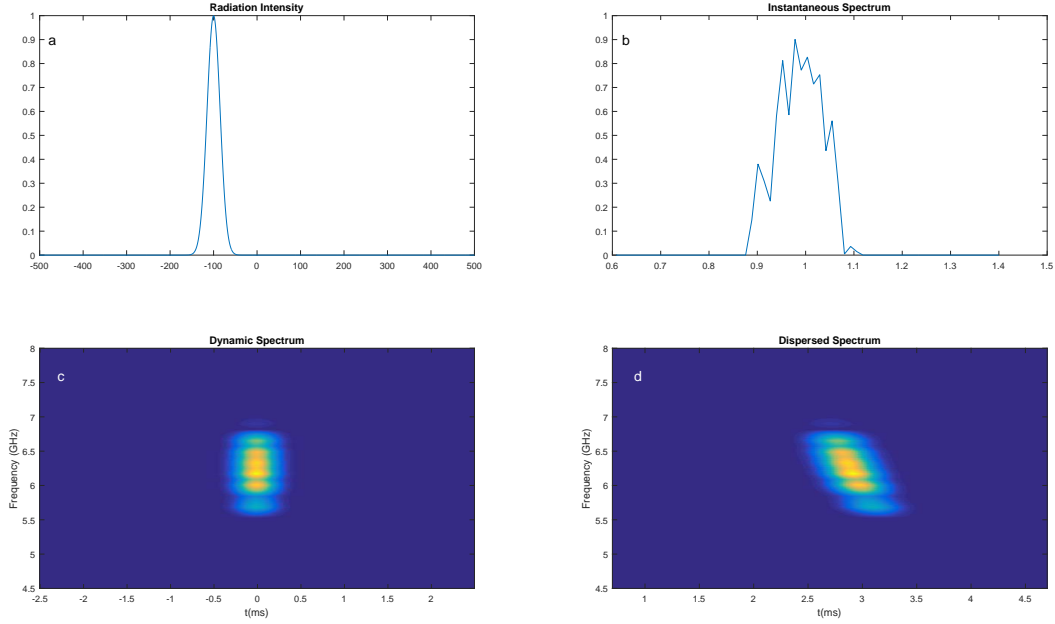 Radiation Intensity
a
1
0.9
0.8
0.7
0.6
0.5
0.4
0.3
0.2
0.1
0
-500 -400 -300 -200 -100 0 100 200 300 400 500
Instantaneous Spectrum
b
1
0.9
0.8
0.7
0.6
0.5
0.4
0.3
0.2
0.1
0
0.6 0.7 0.8 0.9 1 1.1 1.2 1.3 1.4 1.5
Dynamic Spectrum
c
Frequency (GHz)
8
7.5
7
6.5
6
5.5
5
4.5
-2.5 -2 -1.5 -1 -0.5 0 0.5 1 1.5 2
t(ms)
Dispersed Spectrum
d
Frequency (GHz)
8
7.5
7
6.5
6
5.5
5
4.5
1 1.5 2 2.5 3 3.5 4 4.5
t(ms)